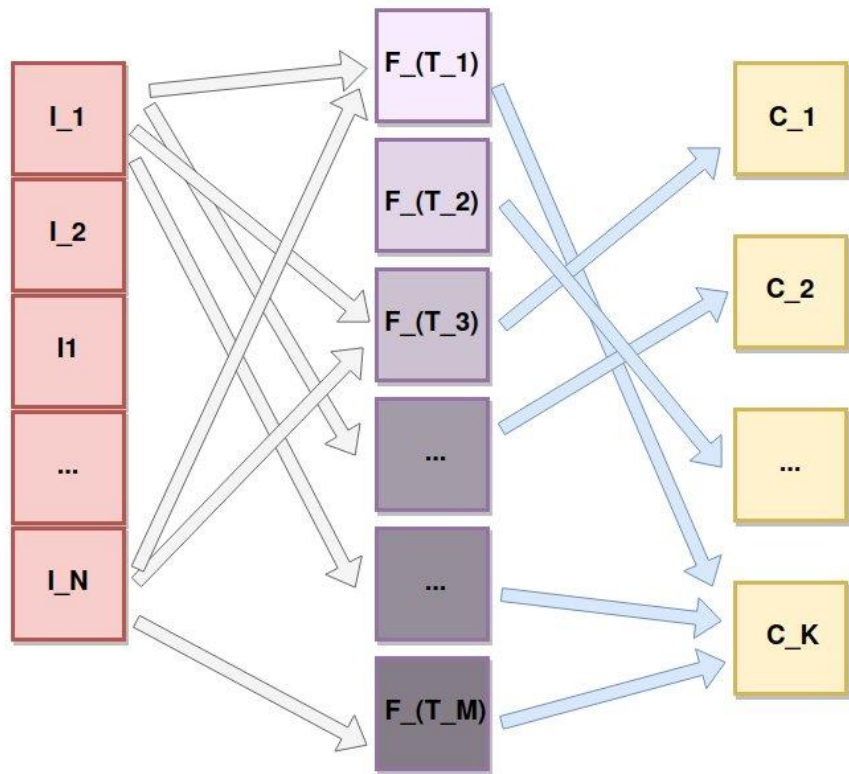 I_1
I_2
I1
...
I_N
F_(T_1)
F_(T_2)
F_(T_3)
...
...
F_(T_M)
C_1
C_2
...
C_K